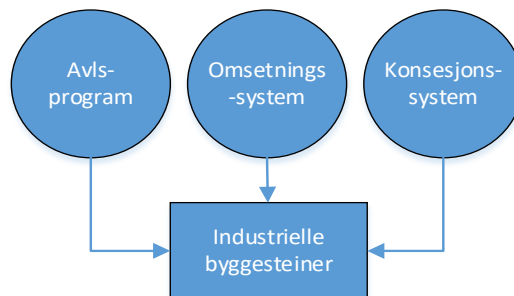 Avls-
program
Omsetnings
-system
Konsesjons-
system
Industrielle
byggesteiner